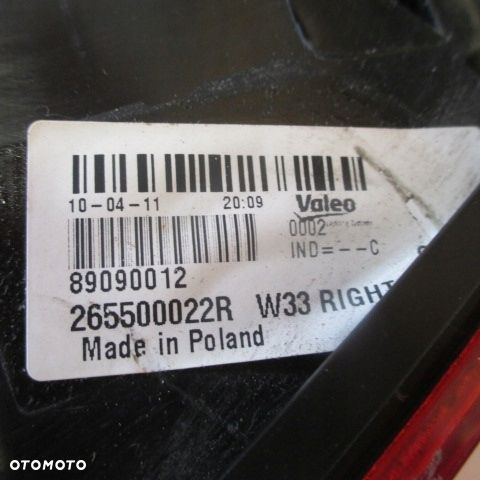 10-04-11 20:09 Valeo
0002
IND=--C
89090012
265500022R W33 RIGHT
Made in Poland
OTOMOTO